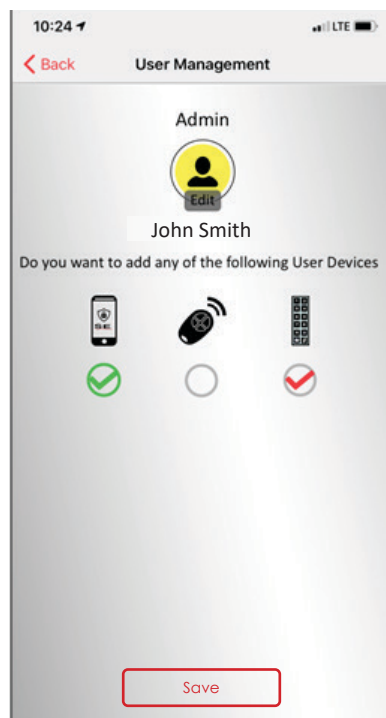 10:24 LTE
Back User Management
Admin
Edit
John Smith
Do you want to add any of the following User Devices
Save